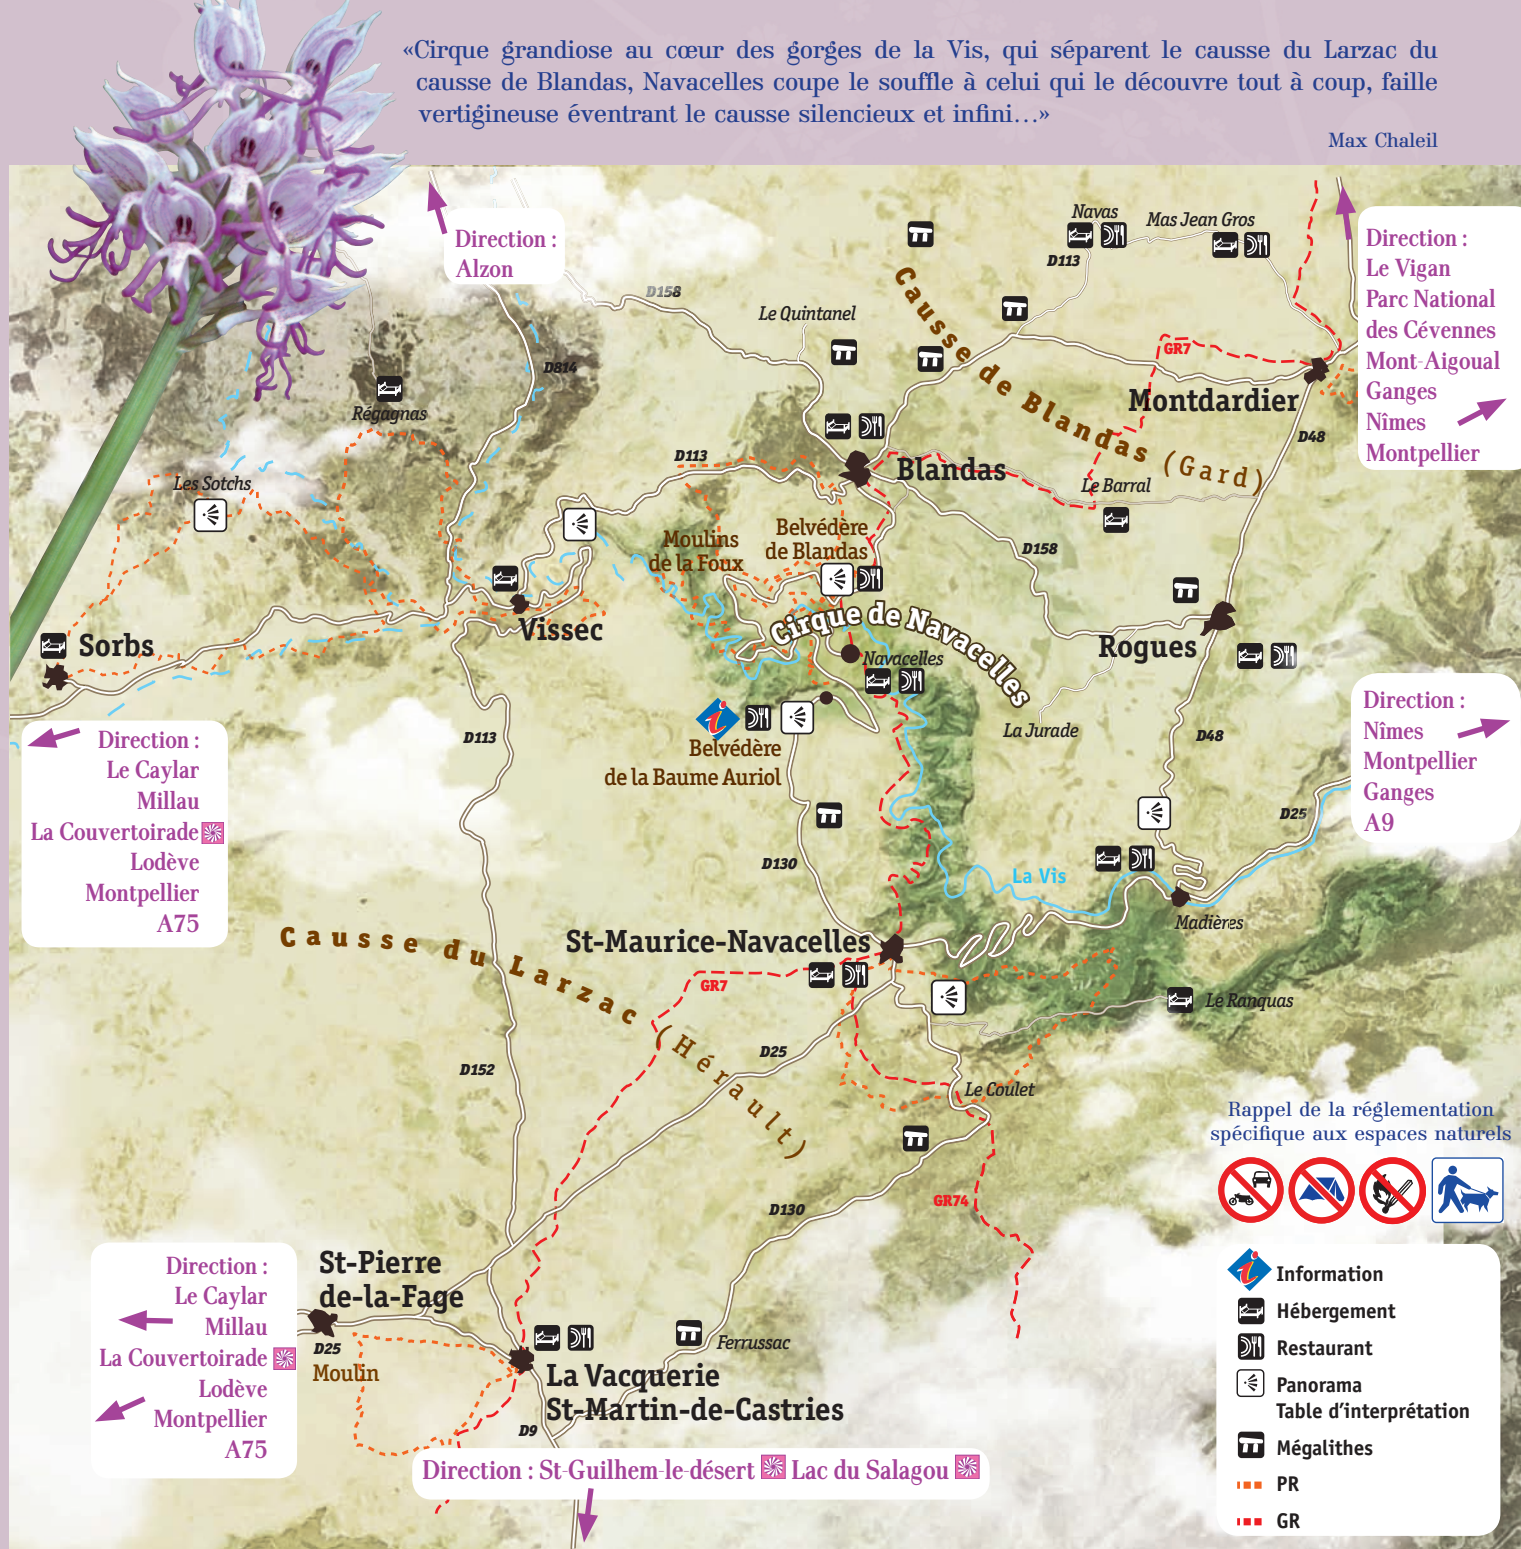 «Cirque grandiose au cœur des gorges de la Vis, qui séparent le causse du Larzac du
causse de Blandas, Navacelles coupe le souffle à celui qui le découvre tout à coup, faille
vertigineuse éventrant le causse silencieux et infini...»
Max Chaleil
Direction :
Alzon
Navas
Mas Jean Gros
D113
Direction :
Le Vigan
Parc National
des Cévennes
Mont-Aigoual
Ganges
Nîmes
Montpellier
D158
Le Quintanel
Causse de Blandas (Gard)
GR7
D814
Régagnas
Montdardier
D48
D113
Blandas
Les Sotchs
Le Barral
Moulins
de la Foux
Belvédère
de Blandas
D158
Cirque de Navacelles
Vissec
Sorbs
Rogues
Navacelles
La Jurade
D48
D113
Belvédère
de la Baume Auriol
Direction :
Le Caylar
Millau
La Couvertoirade
Lodève
Montpellier
A75
Direction :
Nîmes
Montpellier
Ganges
A9
D25
D130
La Vis
Madières
Causse du Larzac (Hérault)
St-Maurice-Navacelles
GR7
Le Ranquas
D25
D152
Le Coulet
Rappel de la réglementation
spécifique aux espaces naturels
GR74
D130
St-Pierre
de-la-Fage
Direction :
Le Caylar
Millau
La Couvertoirade
Lodève
Montpellier
A75
D25
Moulin
Ferrussac
La Vacquerie
St-Martin-de-Castries
D9
Direction : St-Guilhem-le-désert Lac du Salagou
Information
Hébergement
Restaurant
Panorama
Table d'interprétation
Mégalithes
PR
GR